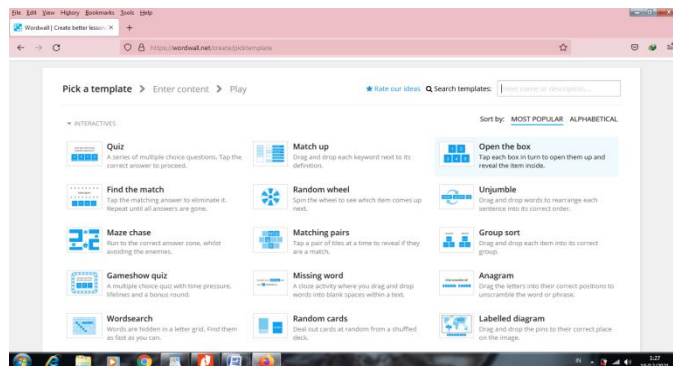 File Edit View History Bookmarks Tools Help
Wordwall | Create better lesson
https://wordwall.net/create/picktemplate
Pick a template > Enter content > Play
Rate our ideas Search templates: Enter name or description...
INTERACTIVES
Sort by: MOST POPULAR ALPHABETICAL
Quiz
A series of multiple choice questions. Tap the
correct answer to proceed.
Match up
Drag and drop each keyword next to its
definition.
Open the box
Tap each box in turn to open them up and
reveal the item inside.
Find the match
Tap the matching answer to eliminate it.
Repeat until all answers are gone.
Random wheel
Spin the wheel to see which item comes up
next.
Unjumble
Drag and drop words to rearrange each
sentence into its correct order.
Maze chase
Run to the correct answer zone, whilst
avoiding the enemies.
Matching pairs
Tap a pair of tiles at a time to reveal if they
are a match.
Group sort
Drag and drop each item into its correct
group.
Gameshow quiz
A multiple choice quiz with time pressure,
lifelines and a bonus round.
Missing word
A cloze activity where you drag and drop
words into blank spaces within a text.
Anagram
Drag the letters into their correct positions to
unscramble the word or phrase.
Wordsearch
Words are hidden in a letter grid. Find them
as fast as you can.
Random cards
Deal out cards at random from a shuffled
deck.
Labelled diagram
Drag and drop the pins to their correct place
on the image.
IN
1:27